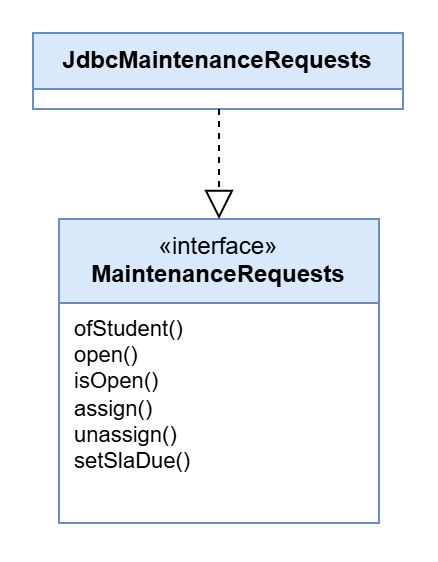 JdbcMaintenanceRequests
«interface»
MaintenanceRequests
ofStudent()
open()
isOpen()
assign()
unassign()
setSlaDue()